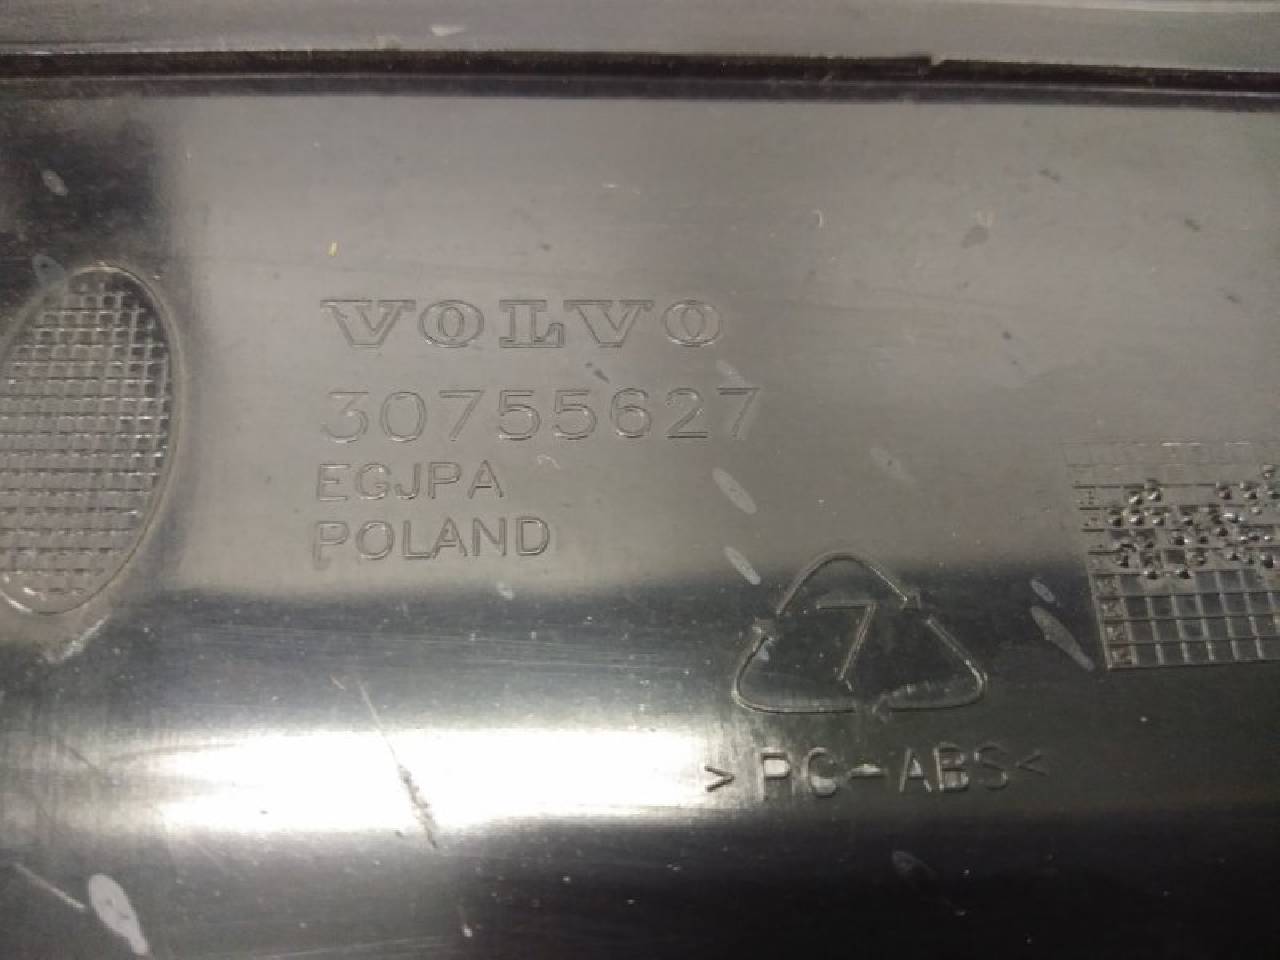 VOLVO
30755627
EGJPA
POLAND
7
> PC-ABS <